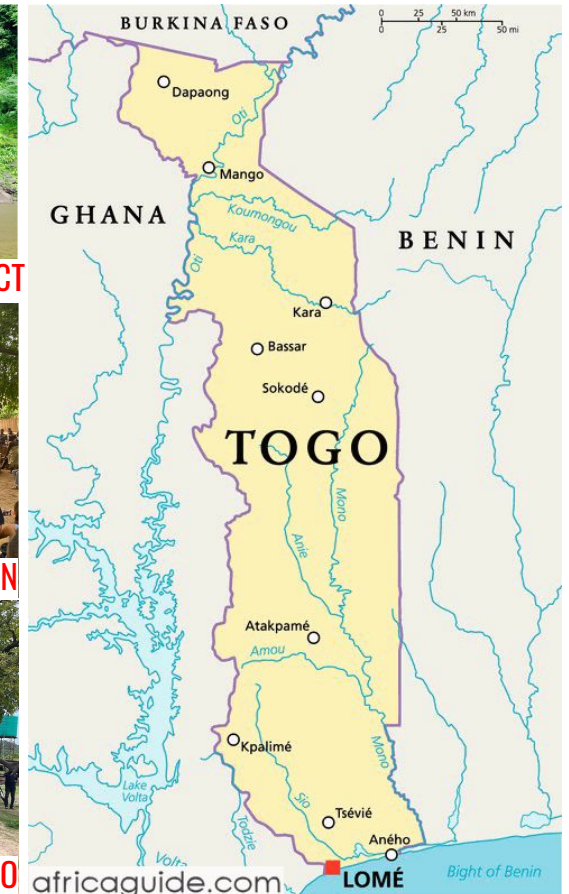 BURKINA FASO
0 25 50 km
0 25 50 mi
Dapaong
Oti
Mango
GHANA
Koumongou
BENIN
Kara
Oti
CT
Kara
Bassar
Sokodé
TOGO
Mono
Anie
N
Atakpamé
Amou
Kpalimé
Mono
Lake
Volta
Sio
Tsévié
Todzie
Aného
Volta
O
africaguide.com
LOMÉ
Bight of Benin